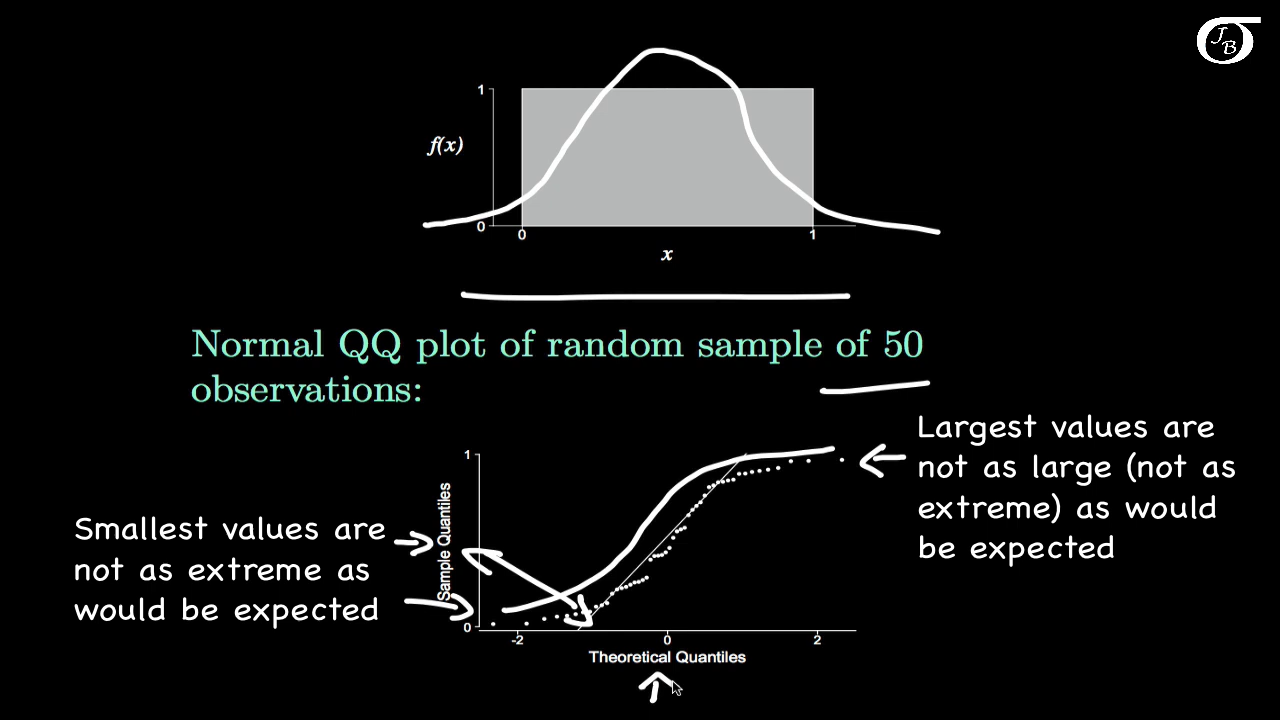 JB
1
f(x)
0
0 1
x
Normal QQ plot of random sample of 50
observations:
Largest values are
not as large (not as
extreme) as would
be expected
Smallest values are
not as extreme as
would be expected
1
Sample Quantiles
0
-2 0 2
Theoretical Quantiles